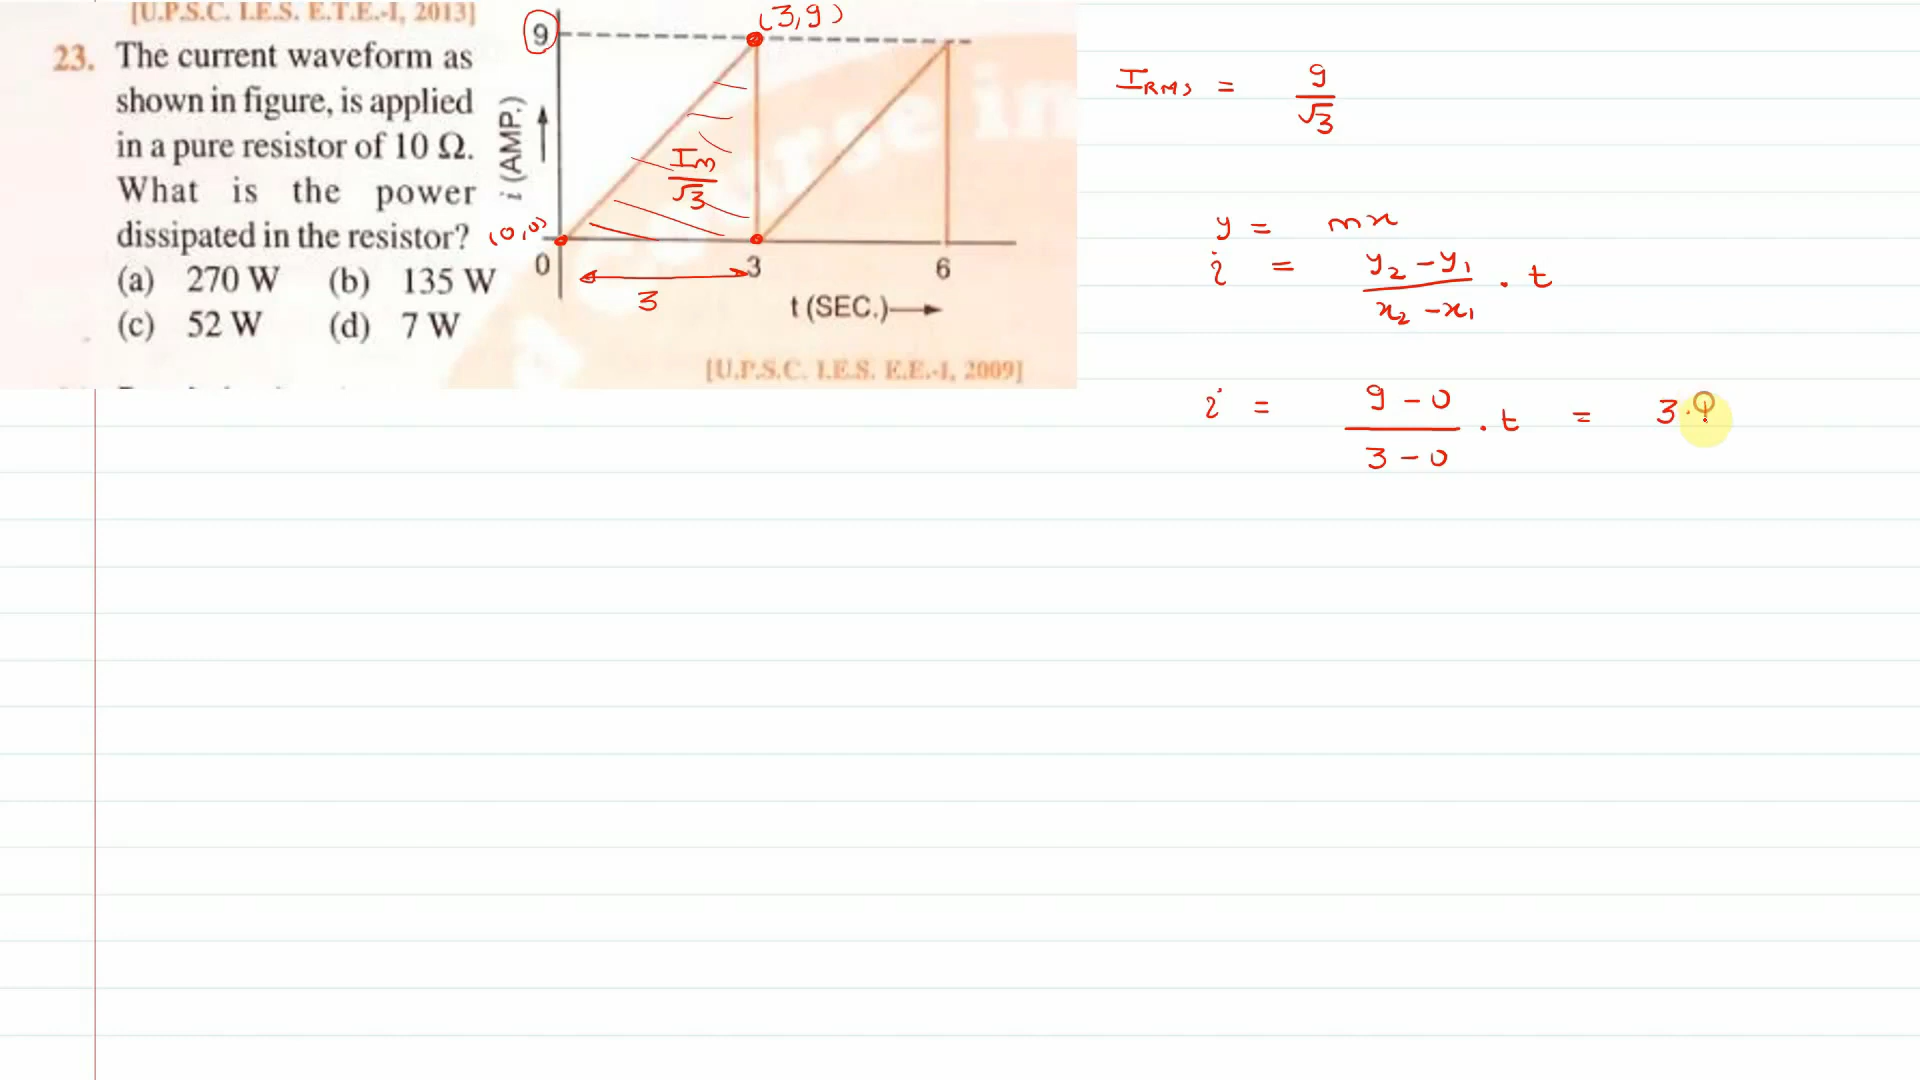 [U.P.S.C. I.E.S. E.T.E.-I, 2013]
23. The current waveform as
shown in figure, is applied
in a pure resistor of 10 Ω.
What is the power
dissipated in the resistor?
(a) 270 W (b) 135 W
(c) 52 W (d) 7 W
9
(3,9)
i (AMP.)
Im/√3
(0,0)
0 3 6
3
t (SEC.)
[U.P.S.C. I.E.S. E.E.-I, 2009]
IRMS = 9/√3
y = mx
i = (y2 - y1)/(x2 - x1) . t
i = (9 - 0)/(3 - 0) . t = 3.